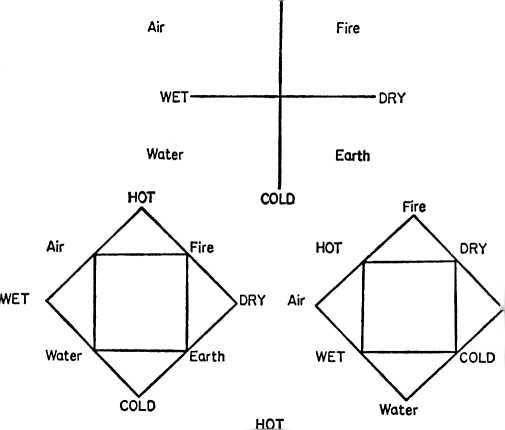 Air Fire
WET DRY
Water Earth
COLD
HOT
Air Fire
WET DRY
Water Earth
COLD
Fire
HOT DRY
Air
WET COLD
Water
HOT